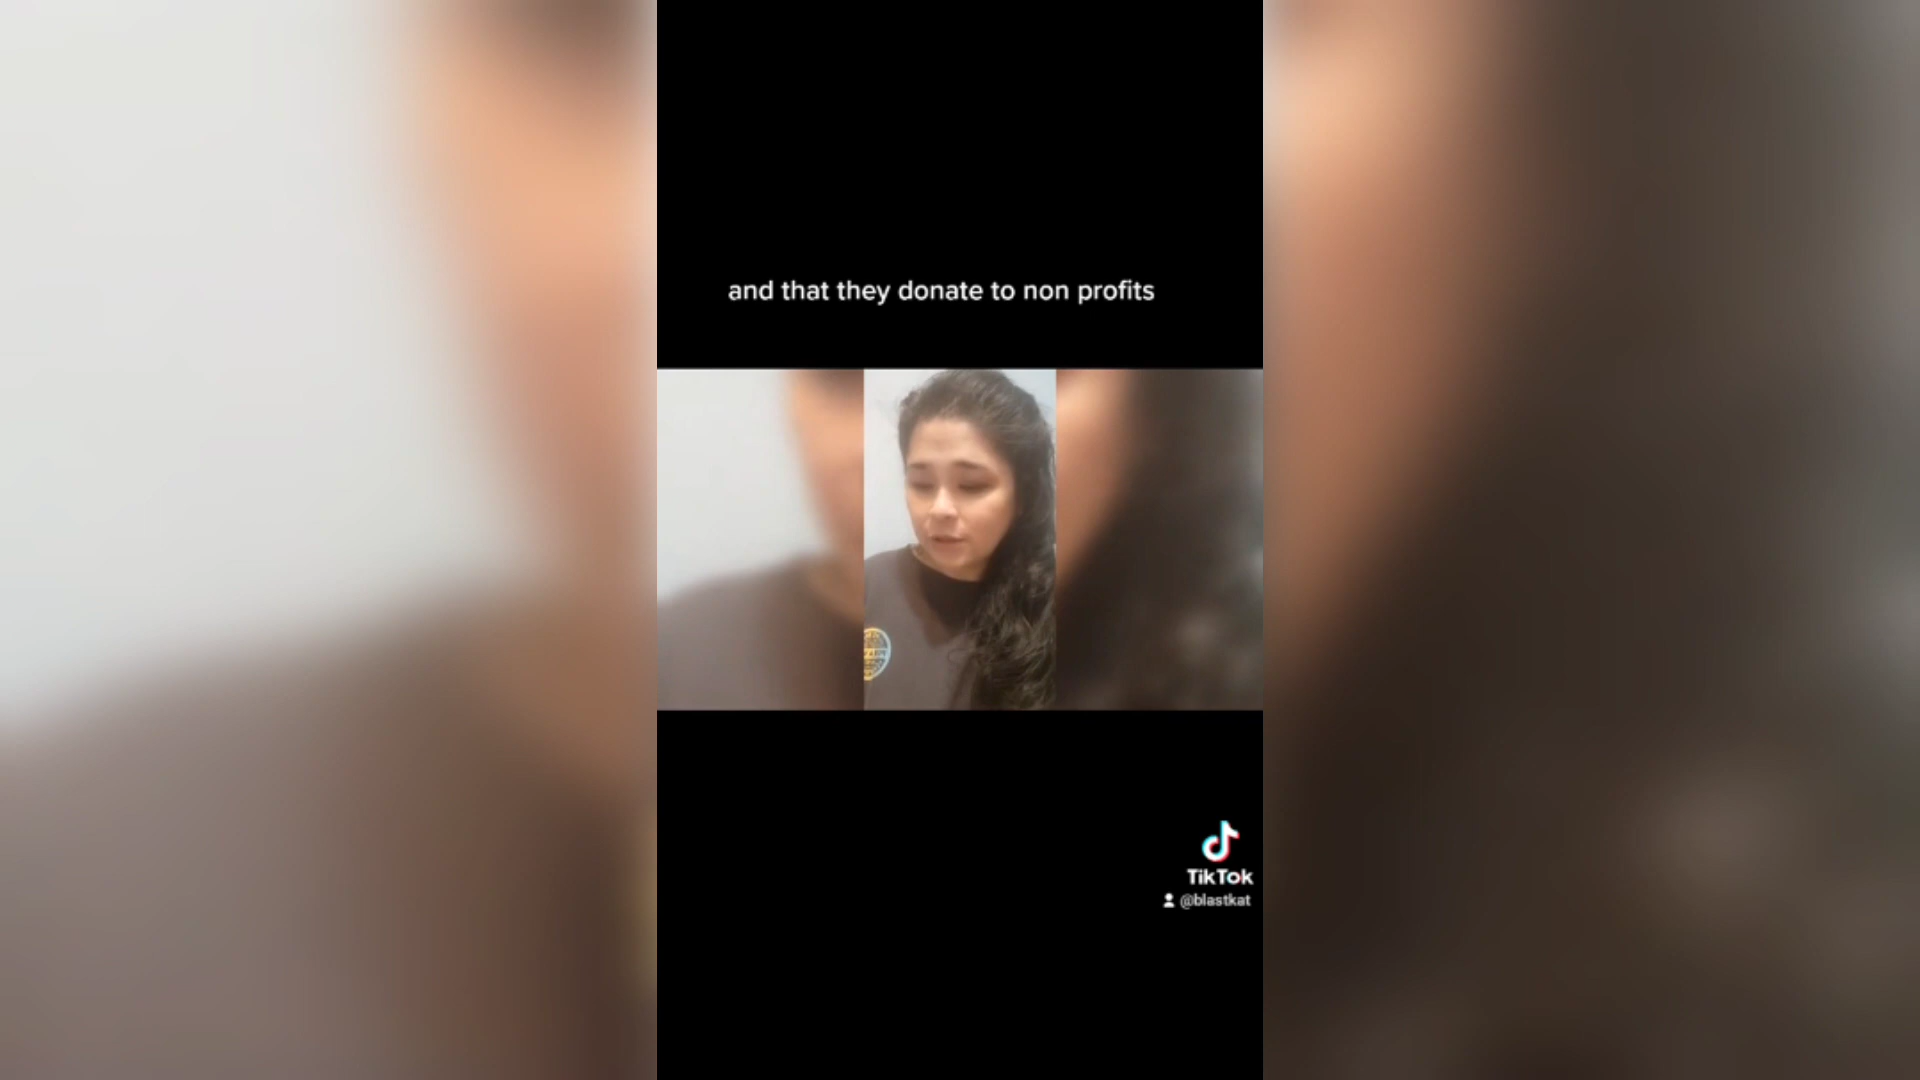 and that they donate to non profits
TikTok
@blastkat